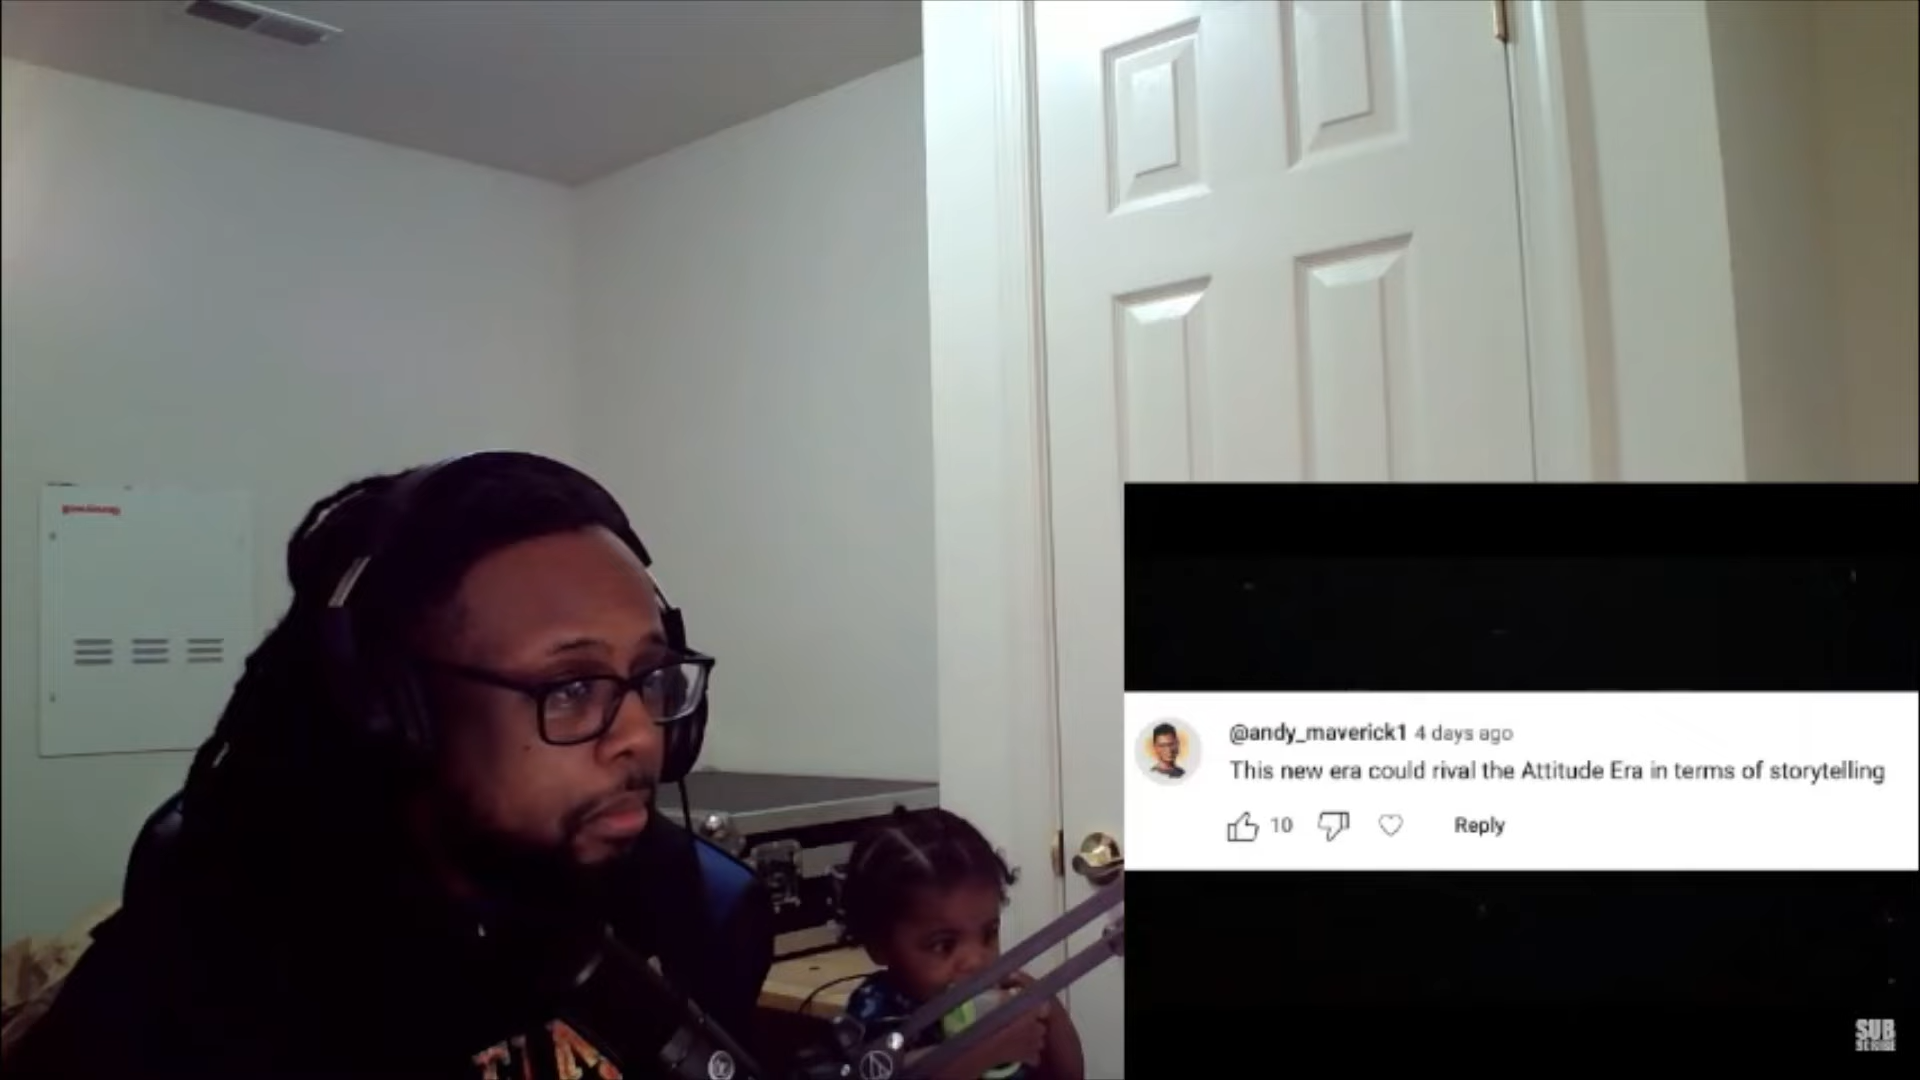 @andy_maverick1 4 days ago
This new era could rival the Attitude Era in terms of storytelling
10 Reply
SUB
SCRIBE